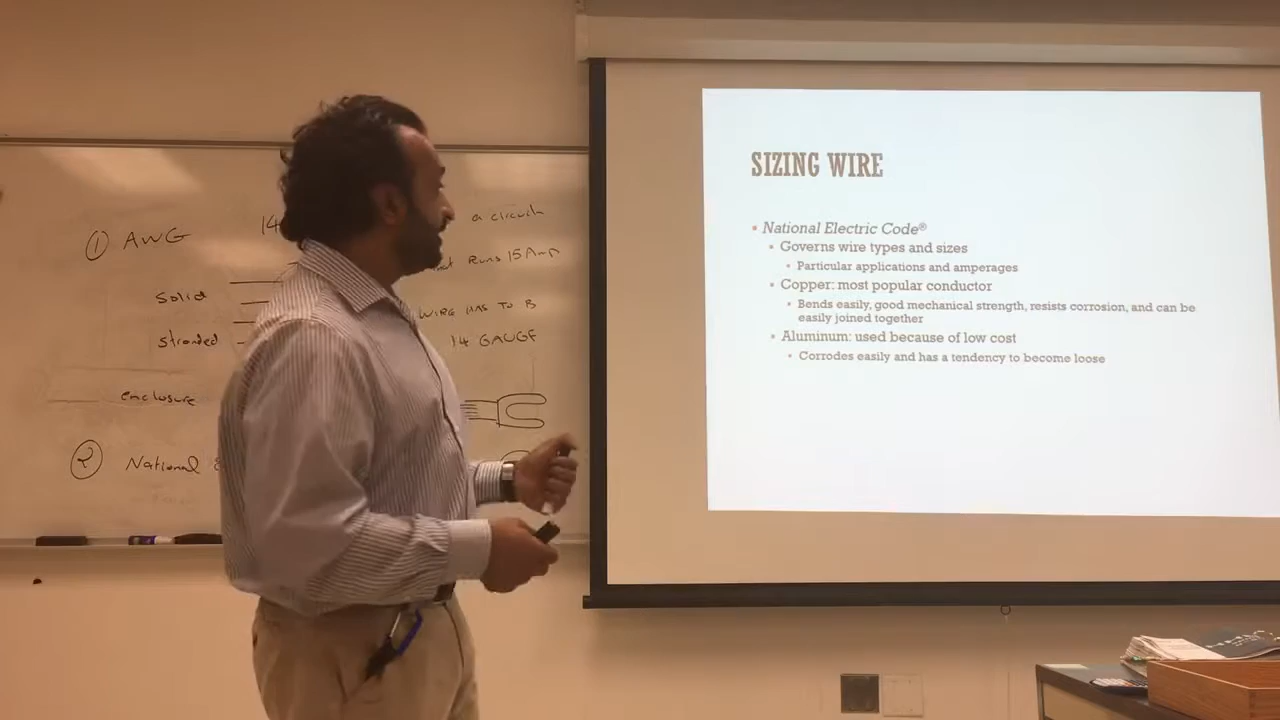 ① AWG
14
a circuit
Runs 15 Amp
Solid
WIRE HAS TO B
stranded
14 GAUGE
enclosure
② National
SIZING WIRE
National Electric Code®
Governs wire types and sizes
Particular applications and amperages
Copper: most popular conductor
Bends easily, good mechanical strength, resists corrosion, and can be
easily joined together
Aluminum: used because of low cost
Corrodes easily and has a tendency to become loose